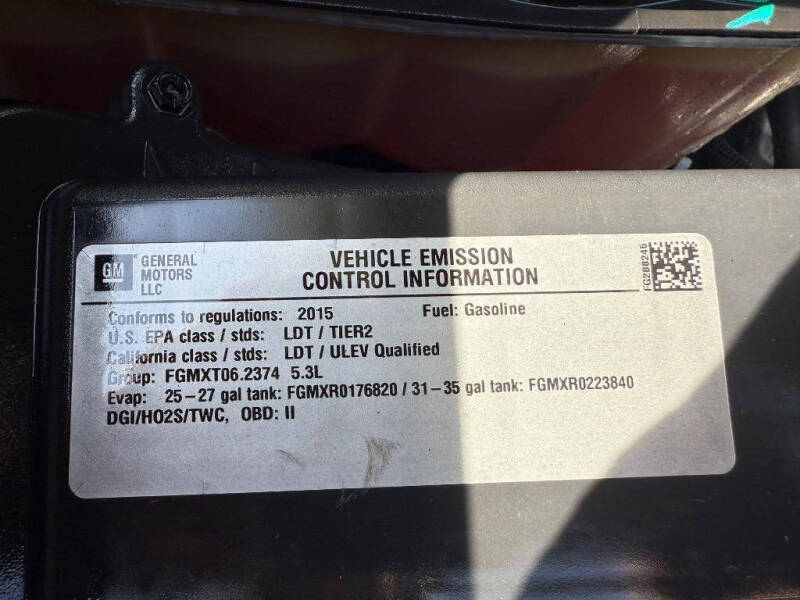 GM
GENERAL
MOTORS
LLC
VEHICLE EMISSION
CONTROL INFORMATION
FG288246
Conforms to regulations: 2015 Fuel: Gasoline
U.S. EPA class / stds: LDT / TIER2
California class / stds: LDT / ULEV Qualified
Group: FGMXT06.2374 5.3L
Evap: 25-27 gal tank: FGMXR0176820 / 31-35 gal tank: FGMXR0223840
DGI/HO2S/TWC, OBD: II